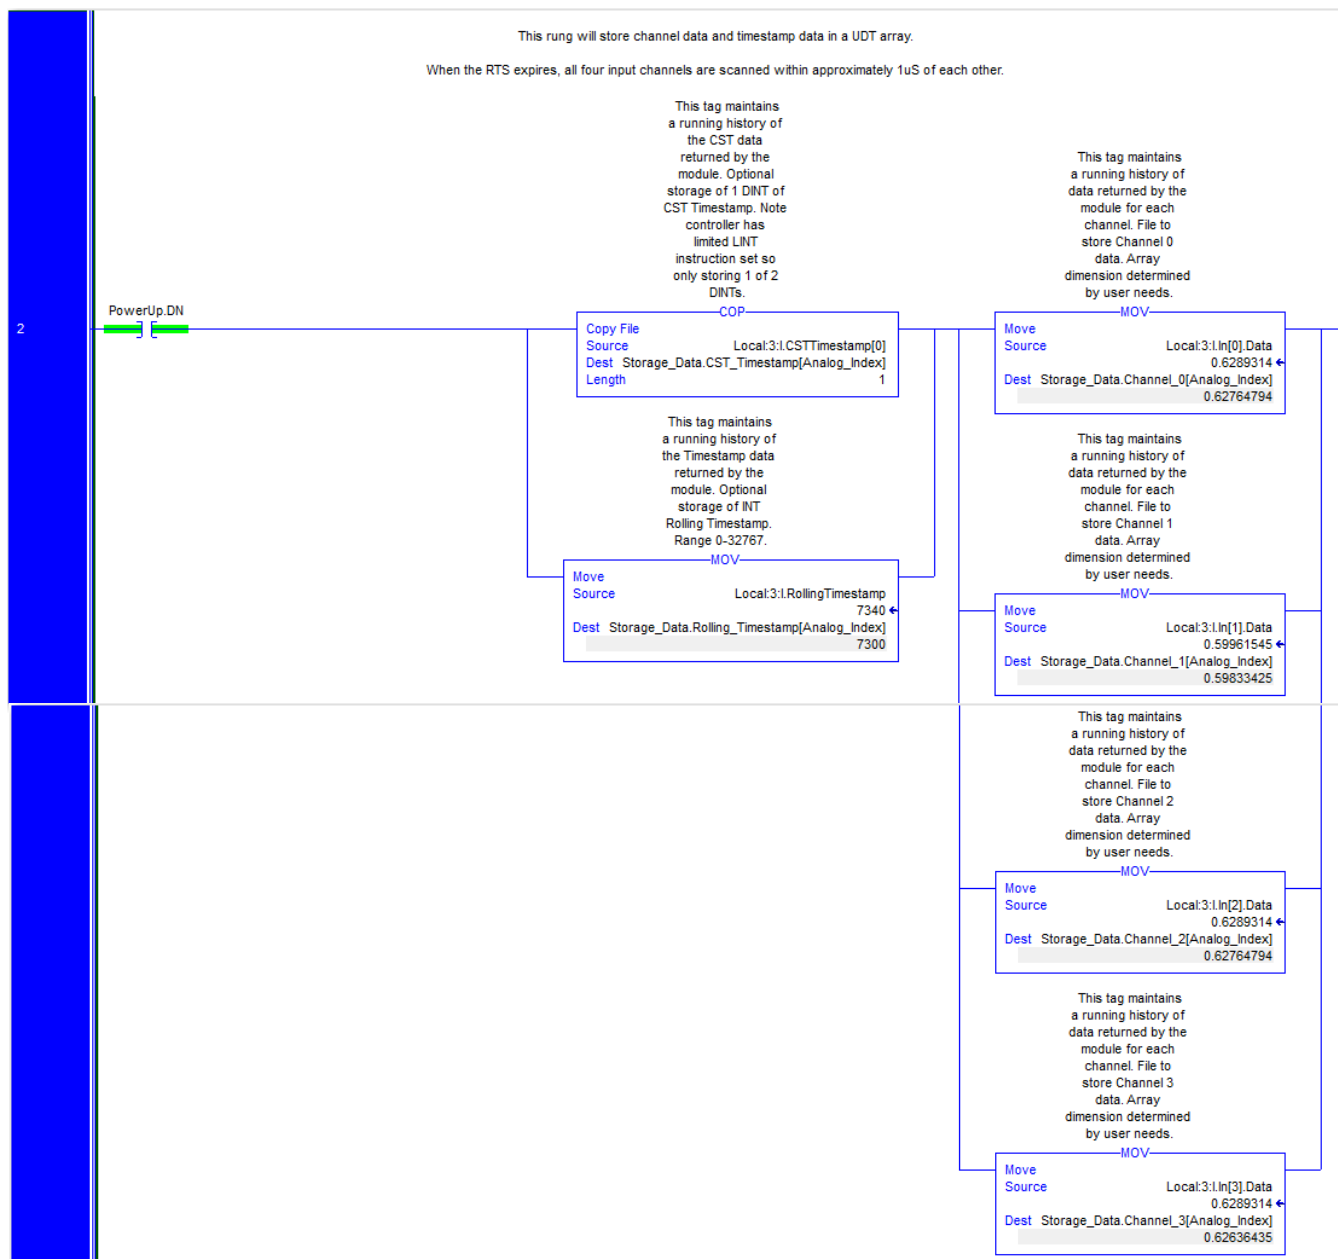 This rung will store channel data and timestamp data in a UDT array.
When the RTS expires, all four input channels are scanned within approximately 1uS of each other.
2
PowerUp.DN
This tag maintains
a running history of
the CST data
returned by the
module. Optional
storage of 1 DINT of
CST Timestamp. Note
controller has
limited LINT
instruction set so
only storing 1 of 2
DINTs.
COP
Copy File
Source Local:3:I.CSTTimestamp[0]
Dest Storage_Data.CST_Timestamp[Analog_Index]
Length 1
This tag maintains
a running history of
the Timestamp data
returned by the
module. Optional
storage of INT
Rolling Timestamp.
Range 0-32767.
MOV
Move
Source Local:3:I.RollingTimestamp
7340
Dest Storage_Data.Rolling_Timestamp[Analog_Index]
7300
This tag maintains
a running history of
data returned by the
module for each
channel. File to
store Channel 0
data. Array
dimension determined
by user needs.
MOV
Move
Source Local:3:I.In[0].Data
0.6289314
Dest Storage_Data.Channel_0[Analog_Index]
0.62764794
This tag maintains
a running history of
data returned by the
module for each
channel. File to
store Channel 1
data. Array
dimension determined
by user needs.
MOV
Move
Source Local:3:I.In[1].Data
0.59961545
Dest Storage_Data.Channel_1[Analog_Index]
0.59833425
This tag maintains
a running history of
data returned by the
module for each
channel. File to
store Channel 2
data. Array
dimension determined
by user needs.
MOV
Move
Source Local:3:I.In[2].Data
0.6289314
Dest Storage_Data.Channel_2[Analog_Index]
0.62764794
This tag maintains
a running history of
data returned by the
module for each
channel. File to
store Channel 3
data. Array
dimension determined
by user needs.
MOV
Move
Source Local:3:I.In[3].Data
0.6289314
Dest Storage_Data.Channel_3[Analog_Index]
0.62636435